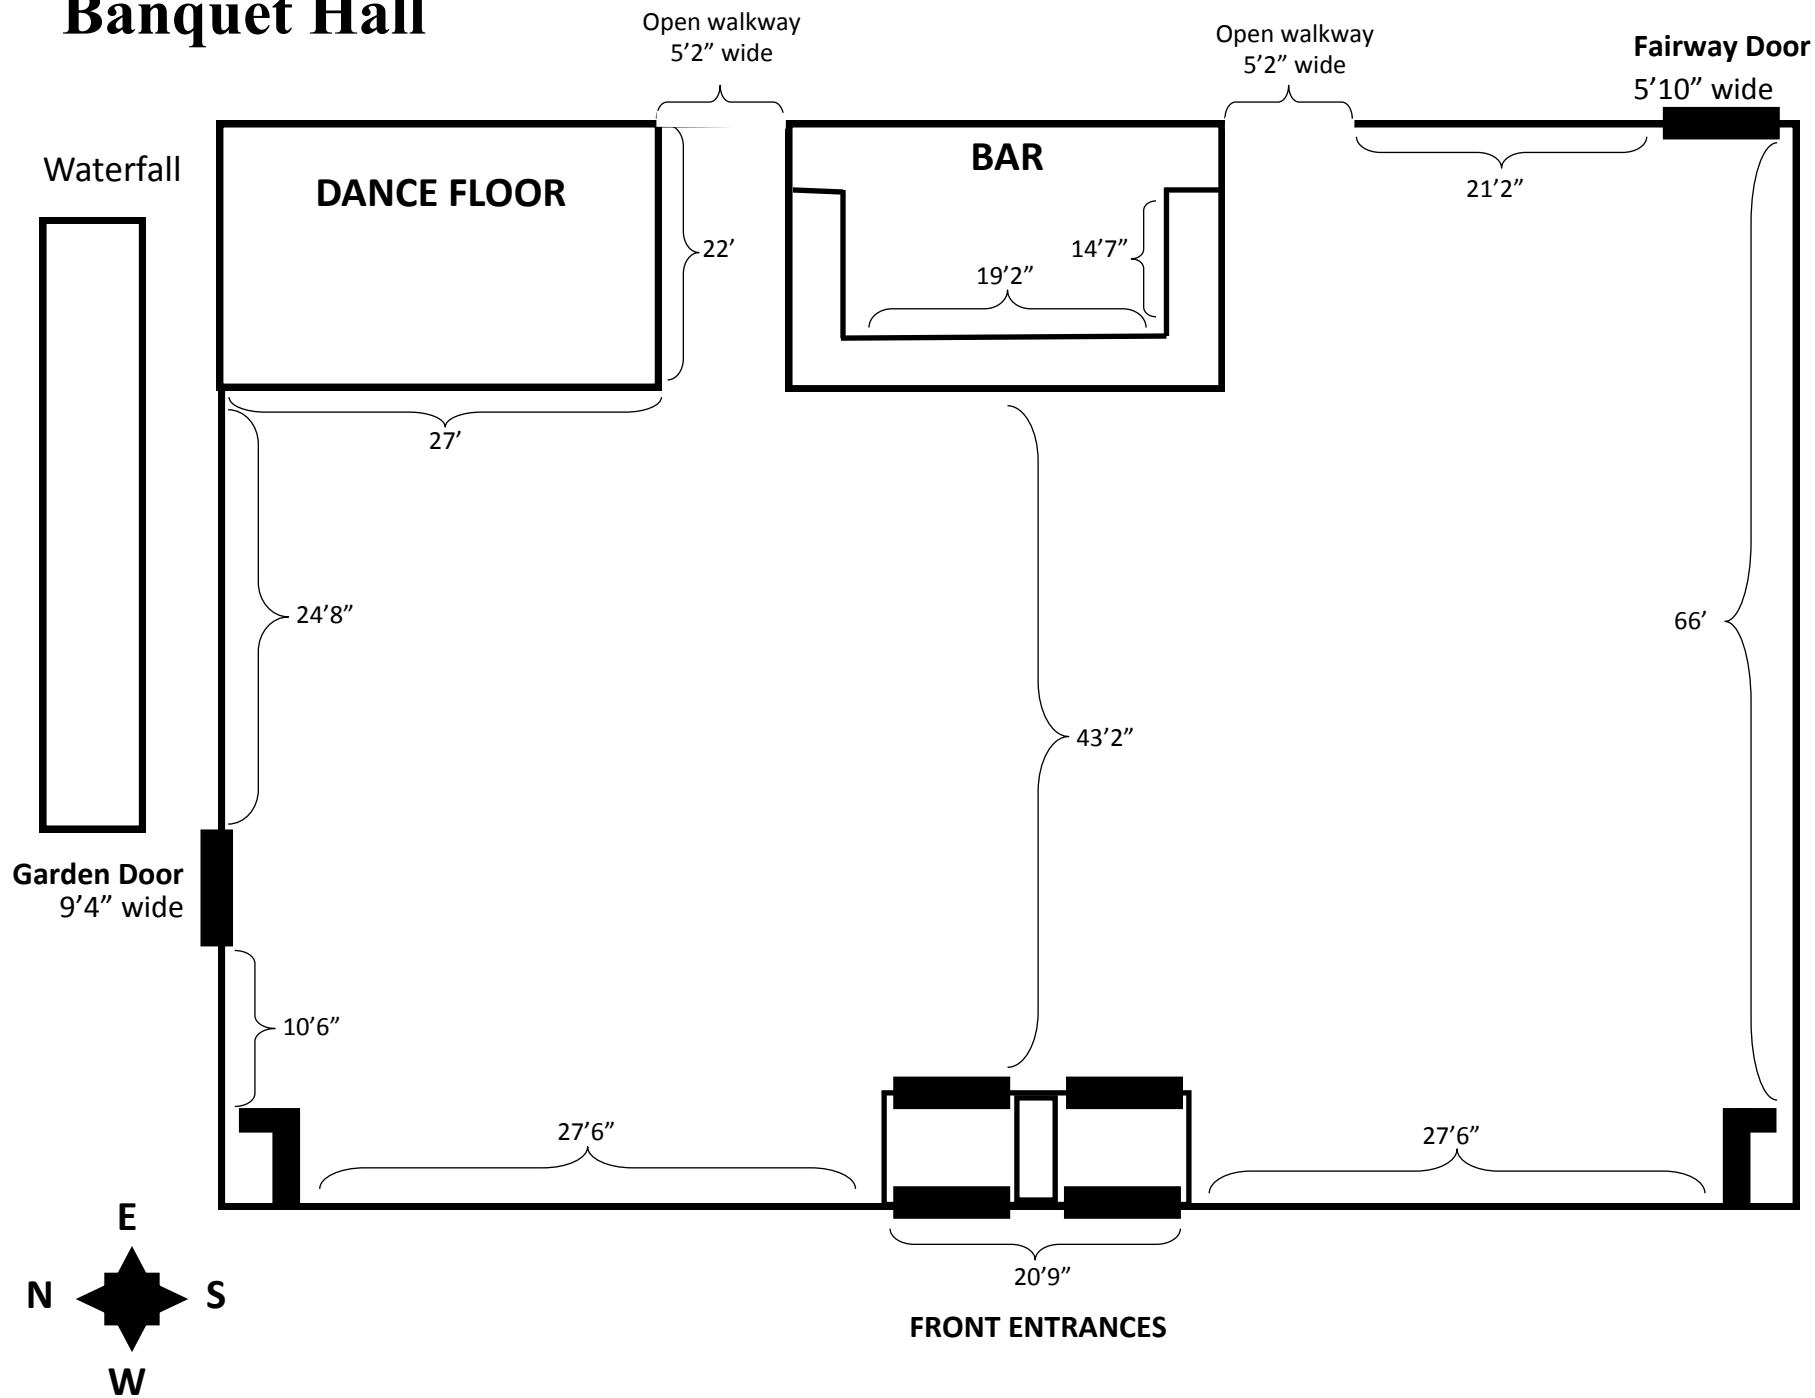 Banquet Hall
Open walkway
5’2” wide
Open walkway
5’2” wide
Fairway Door
5’10” wide
Waterfall
DANCE FLOOR
BAR
21’2”
22’
14’7”
19’2”
27’
24’8”
66’
43’2”
Garden Door
9’4” wide
10’6”
27’6”
27’6”
20’9”
FRONT ENTRANCES
E
N
S
W